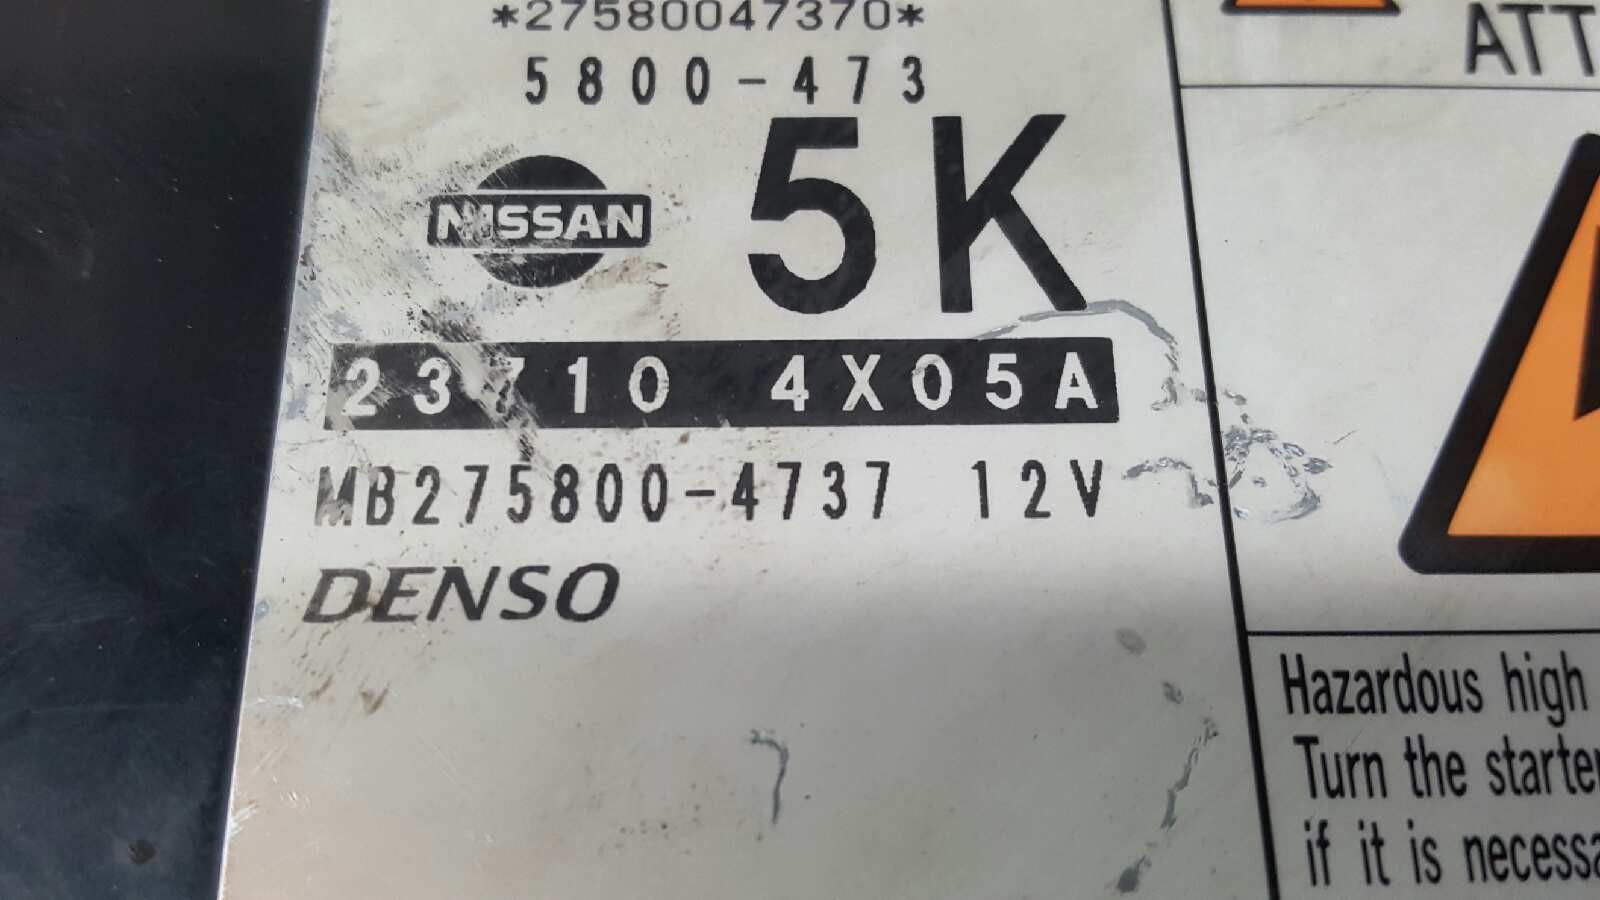 *27580047370*
5800-473
NISSAN
5K
23710 4X05A
MB275800-4737 12V
DENSO
ATT
Hazardous high
Turn the starte
if it is necessa